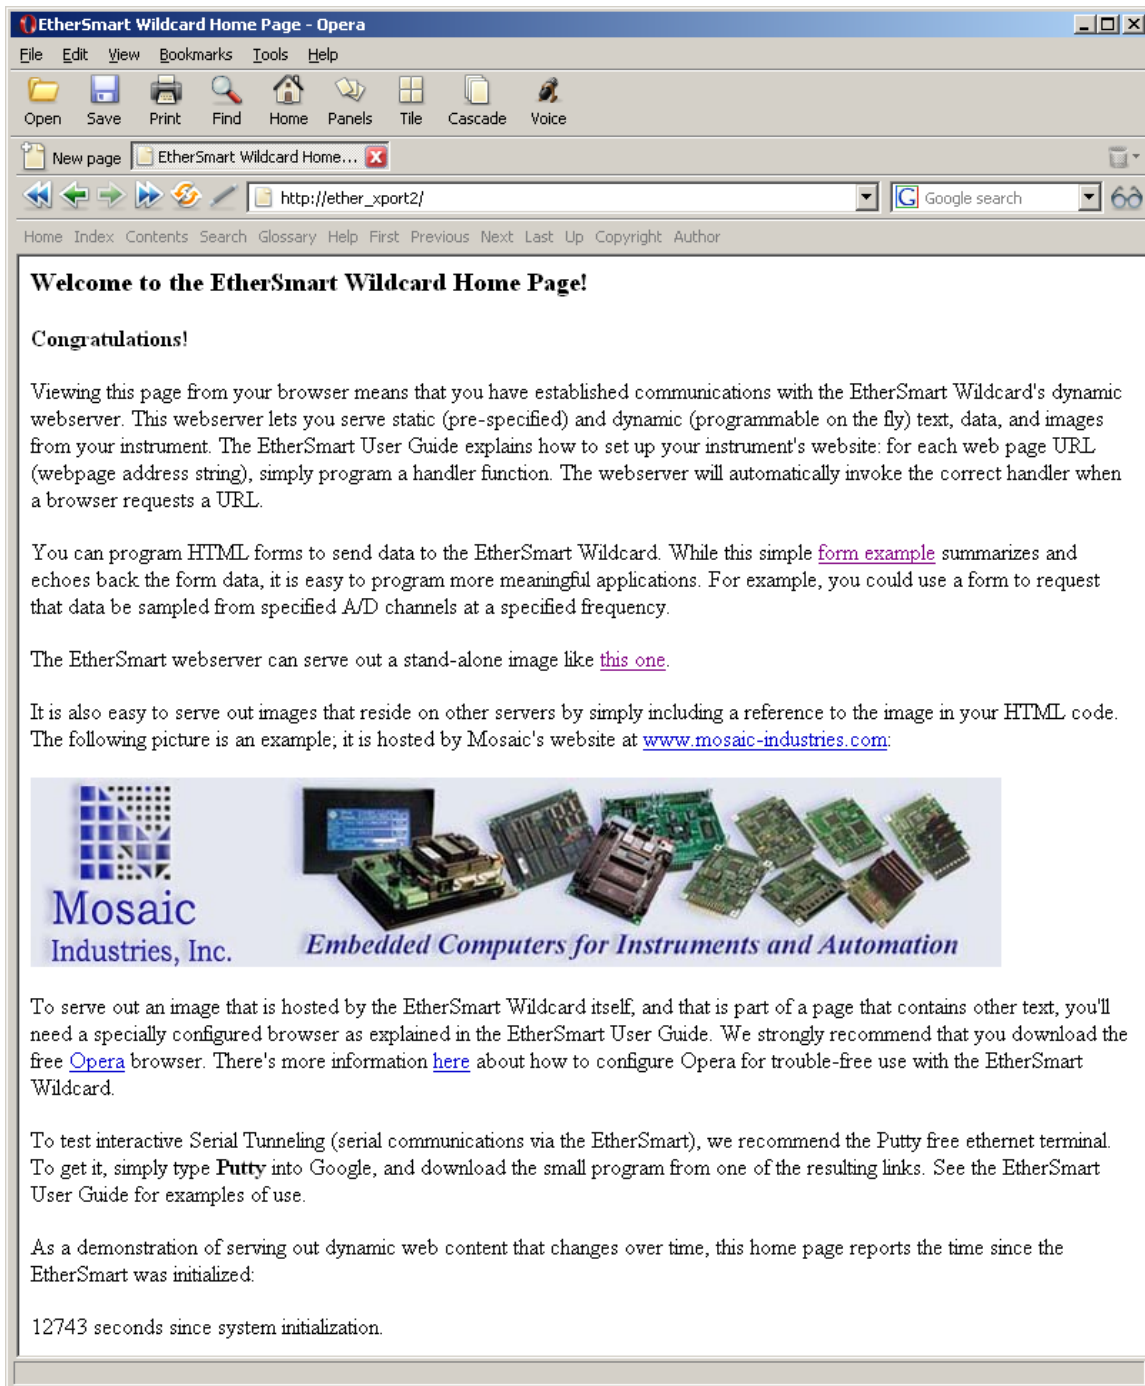 EtherSmart Wildcard Home Page - Opera
File Edit View Bookmarks Tools Help
Open Save Print Find Home Panels Tile Cascade Voice
New page EtherSmart Wildcard Home...
http://ether_xport2/ G Google search
Home Index Contents Search Glossary Help First Previous Next Last Up Copyright Author
Welcome to the EtherSmart Wildcard Home Page!
Congratulations!
Viewing this page from your browser means that you have established communications with the EtherSmart Wildcard's dynamic
webserver. This webserver lets you serve static (pre-specified) and dynamic (programmable on the fly) text, data, and images
from your instrument. The EtherSmart User Guide explains how to set up your instrument's website: for each web page URL
(webpage address string), simply program a handler function. The webserver will automatically invoke the correct handler when
a browser requests a URL.
You can program HTML forms to send data to the EtherSmart Wildcard. While this simple form example summarizes and
echoes back the form data, it is easy to program more meaningful applications. For example, you could use a form to request
that data be sampled from specified A/D channels at a specified frequency.
The EtherSmart webserver can serve out a stand-alone image like this one.
It is also easy to serve out images that reside on other servers by simply including a reference to the image in your HTML code.
The following picture is an example; it is hosted by Mosaic's website at www.mosaic-industries.com:
Mosaic
Industries, Inc.
Embedded Computers for Instruments and Automation
To serve out an image that is hosted by the EtherSmart Wildcard itself, and that is part of a page that contains other text, you'll
need a specially configured browser as explained in the EtherSmart User Guide. We strongly recommend that you download the
free Opera browser. There's more information here about how to configure Opera for trouble-free use with the EtherSmart
Wildcard.
To test interactive Serial Tunneling (serial communications via the EtherSmart), we recommend the Putty free ethernet terminal.
To get it, simply type Putty into Google, and download the small program from one of the resulting links. See the EtherSmart
User Guide for examples of use.
As a demonstration of serving out dynamic web content that changes over time, this home page reports the time since the
EtherSmart was initialized:
12743 seconds since system initialization.